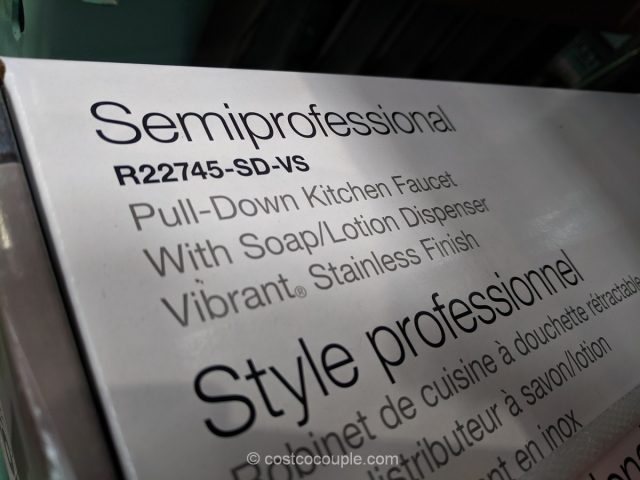 Semiprofessional
R22745-SD-VS
Pull-Down Kitchen Faucet
With Soap/Lotion Dispenser
Vibrant® Stainless Finish
Style professionnel
Robinet de cuisine à douchette rétractable
distributeur à savon/lotion
en inox
© costcocouple.com